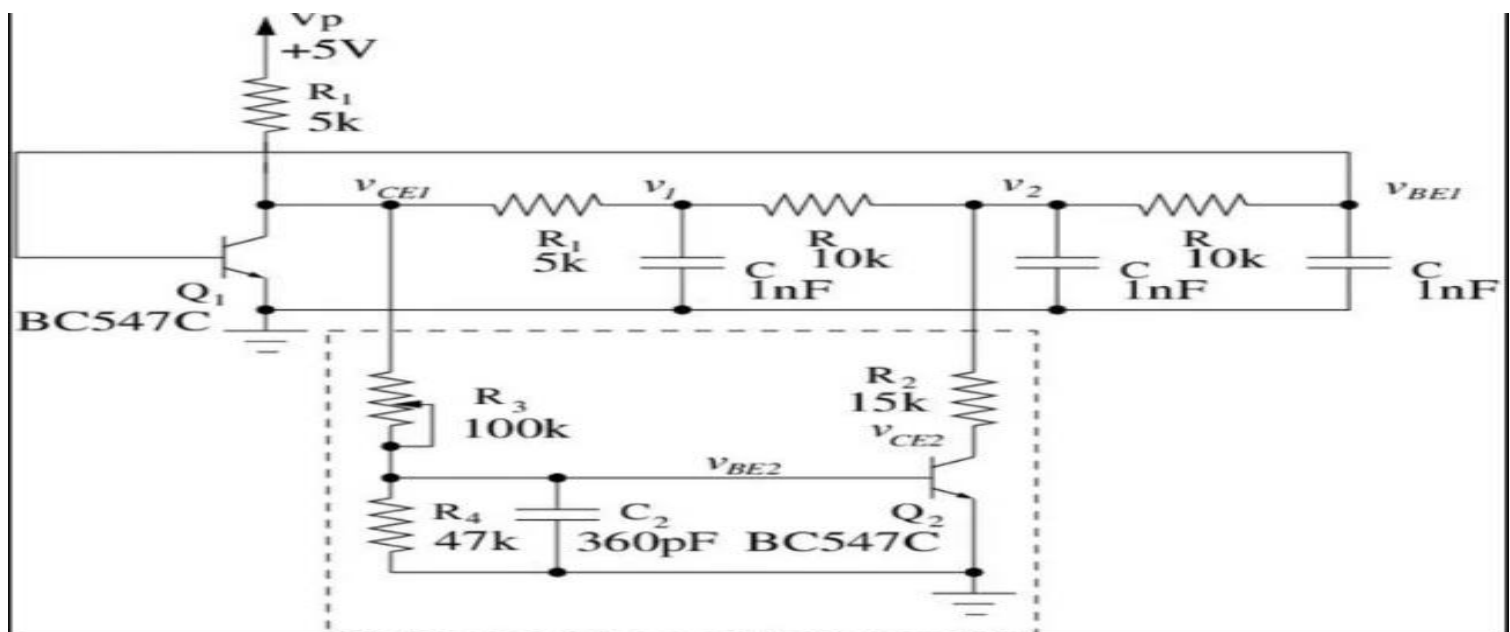 Vp
+5V
R1
5k
vCE1
v1
v2
vBE1
R1
5k
C
1nF
R
10k
C
1nF
R
10k
C
1nF
Q1
BC547C
R3
100k
R2
15k
vCE2
vBE2
R4
47k
C2
360pF
Q2
BC547C